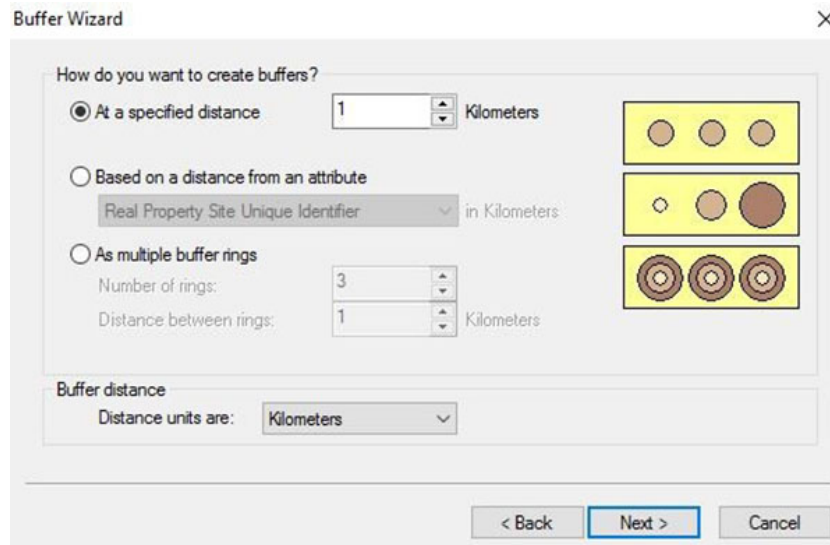 Buffer Wizard
How do you want to create buffers?
At a specified distance 1 Kilometers
Based on a distance from an attribute
Real Property Site Unique Identifier in Kilometers
As multiple buffer rings
Number of rings: 3
Distance between rings: 1 Kilometers
Buffer distance
Distance units are: Kilometers
< Back Next > Cancel